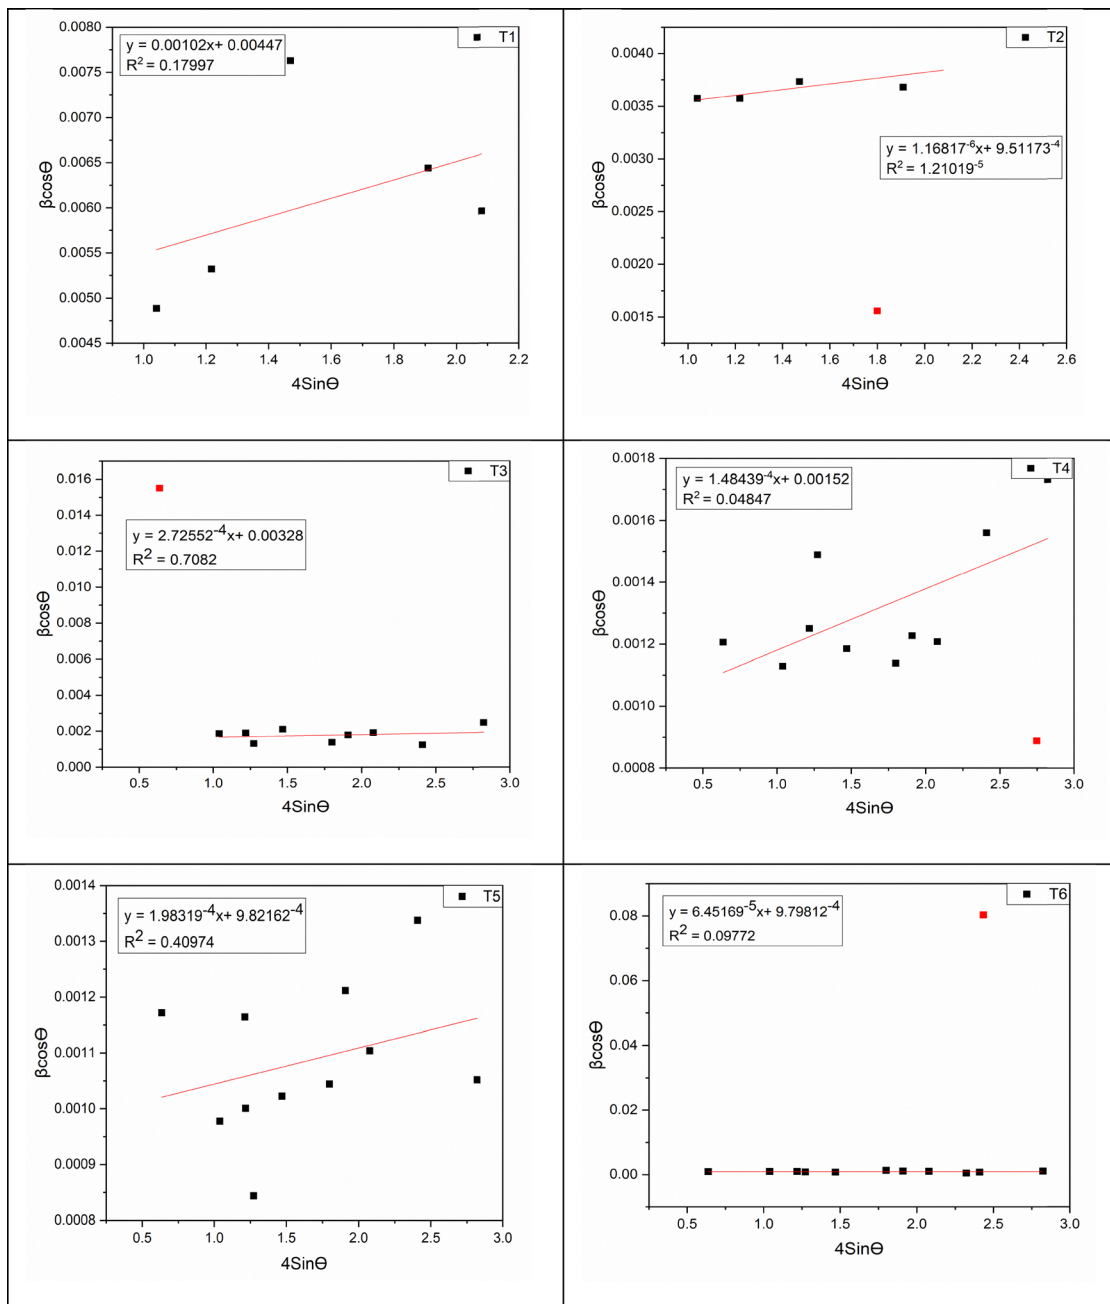 T1
y = 0.00102x+ 0.00447
R² = 0.17997
0.0080
0.0075
0.0070
0.0065
0.0060
0.0055
0.0050
0.0045
βcosΘ
1.0 1.2 1.4 1.6 1.8 2.0 2.2
4SinΘ
T2
0.0040
0.0035
0.0030
0.0025
0.0020
0.0015
βcosΘ
y = 1.16817⁻⁶x+ 9.51173⁻⁴
R² = 1.21019⁻⁵
1.0 1.2 1.4 1.6 1.8 2.0 2.2 2.4 2.6
4SinΘ
T3
0.016
0.014
0.012
0.010
0.008
0.006
0.004
0.002
0.000
βcosΘ
y = 2.72552⁻⁴x+ 0.00328
R² = 0.7082
0.5 1.0 1.5 2.0 2.5 3.0
4SinΘ
T4
y = 1.48439⁻⁴x+ 0.00152
R² = 0.04847
0.0018
0.0016
0.0014
0.0012
0.0010
0.0008
βcosΘ
0.5 1.0 1.5 2.0 2.5 3.0
4SinΘ
T5
y = 1.98319⁻⁴x+ 9.82162⁻⁴
R² = 0.40974
0.0014
0.0013
0.0012
0.0011
0.0010
0.0009
0.0008
βcosΘ
0.5 1.0 1.5 2.0 2.5 3.0
4SinΘ
T6
y = 6.45169⁻⁵x+ 9.79812⁻⁴
R² = 0.09772
0.08
0.06
0.04
0.02
0.00
βcosΘ
0.5 1.0 1.5 2.0 2.5 3.0
4SinΘ